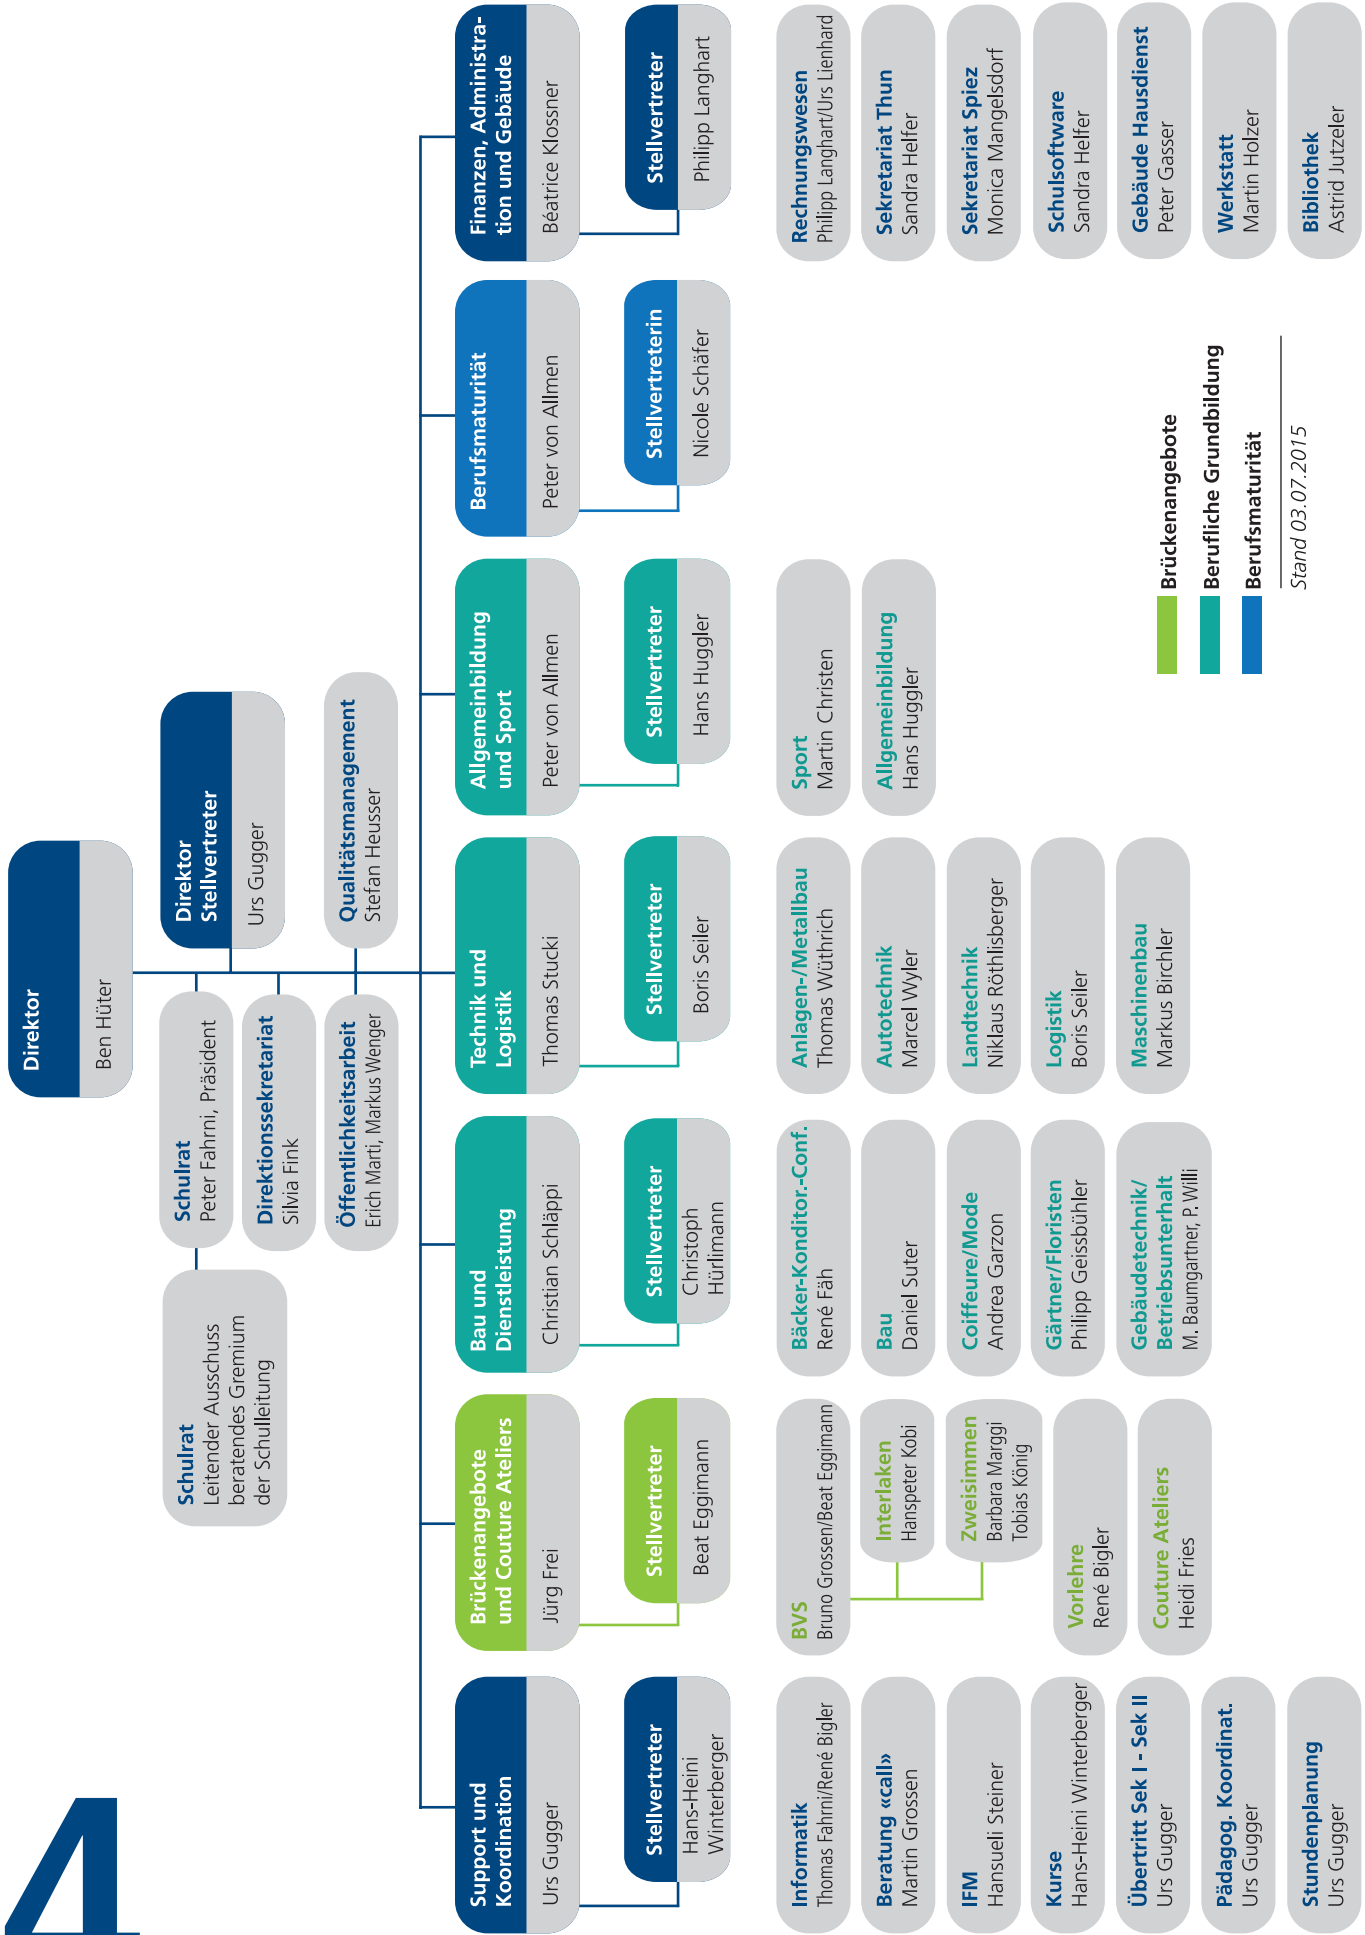 4
Direktor
Ben Hüter
Direktor
Stellvertreter
Urs Gugger
Schulrat
Leitender Ausschuss
beratendes Gremium
der Schulleitung
Schulrat
Peter Fahrni, Präsident
Direktionssekretariat
Silvia Fink
Öffentlichkeitsarbeit
Erich Marti, Markus Wenger
Qualitätsmanagement
Stefan Heusser
Support und
Koordination
Urs Gugger
Stellvertreter
Hans-Heini
Winterberger
Informatik
Thomas Fahrni/René Bigler
Beratung «call»
Martin Grossen
IFM
Hansueli Steiner
Kurse
Hans-Heini Winterberger
Übertritt Sek I - Sek II
Urs Gugger
Pädagog. Koordinat.
Urs Gugger
Stundenplanung
Urs Gugger
Brückenangebote
und Couture Ateliers
Jürg Frei
Stellvertreter
Beat Eggimann
BVS
Bruno Grossen/Beat Eggimann
Interlaken
Hanspeter Kobi
Zweisimmen
Barbara Marggi
Tobias König
Vorlehre
René Bigler
Couture Ateliers
Heidi Fries
Bau und
Dienstleistung
Christian Schläppi
Stellvertreter
Christoph
Hürlimann
Bäcker-Konditor.-Conf.
René Fäh
Bau
Daniel Suter
Coiffeure/Mode
Andrea Garzon
Gärtner/Floristen
Philipp Geissbühler
Gebäudetechnik/
Betriebsunterhalt
M. Baumgartner, P. Willi
Technik und
Logistik
Thomas Stucki
Stellvertreter
Boris Seiler
Anlagen-/Metallbau
Thomas Wüthrich
Autotechnik
Marcel Wyler
Landtechnik
Niklaus Röthlisberger
Logistik
Boris Seiler
Maschinenbau
Markus Birchler
Allgemeinbildung
und Sport
Peter von Allmen
Stellvertreter
Hans Huggler
Sport
Martin Christen
Allgemeinbildung
Hans Huggler
Berufsmaturität
Peter von Allmen
Stellvertreterin
Nicole Schäfer
Finanzen, Administra-
tion und Gebäude
Béatrice Klossner
Stellvertreter
Philipp Langhart
Rechnungswesen
Philipp Langhart/Urs Lienhard
Sekretariat Thun
Sandra Helfer
Sekretariat Spiez
Monica Mangelsdorf
Schulsoftware
Sandra Helfer
Gebäude Hausdienst
Peter Gasser
Werkstatt
Martin Holzer
Bibliothek
Astrid Jutzeler
Brückenangebote
Berufliche Grundbildung
Berufsmaturität
Stand 03.07.2015